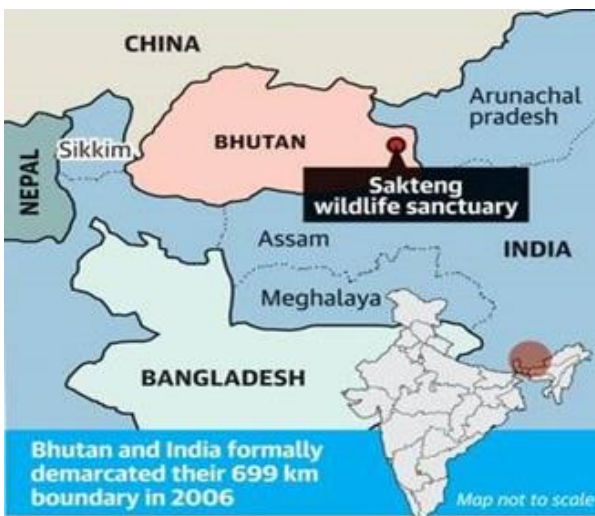 CHINA
Arunachal
pradesh
BHUTAN
Sikkim
NEPAL
Sakteng
wildlife sanctuary
Assam
INDIA
Meghalaya
BANGLADESH
Bhutan and India formally
demarcated their 699 km
boundary in 2006
Map not to scale